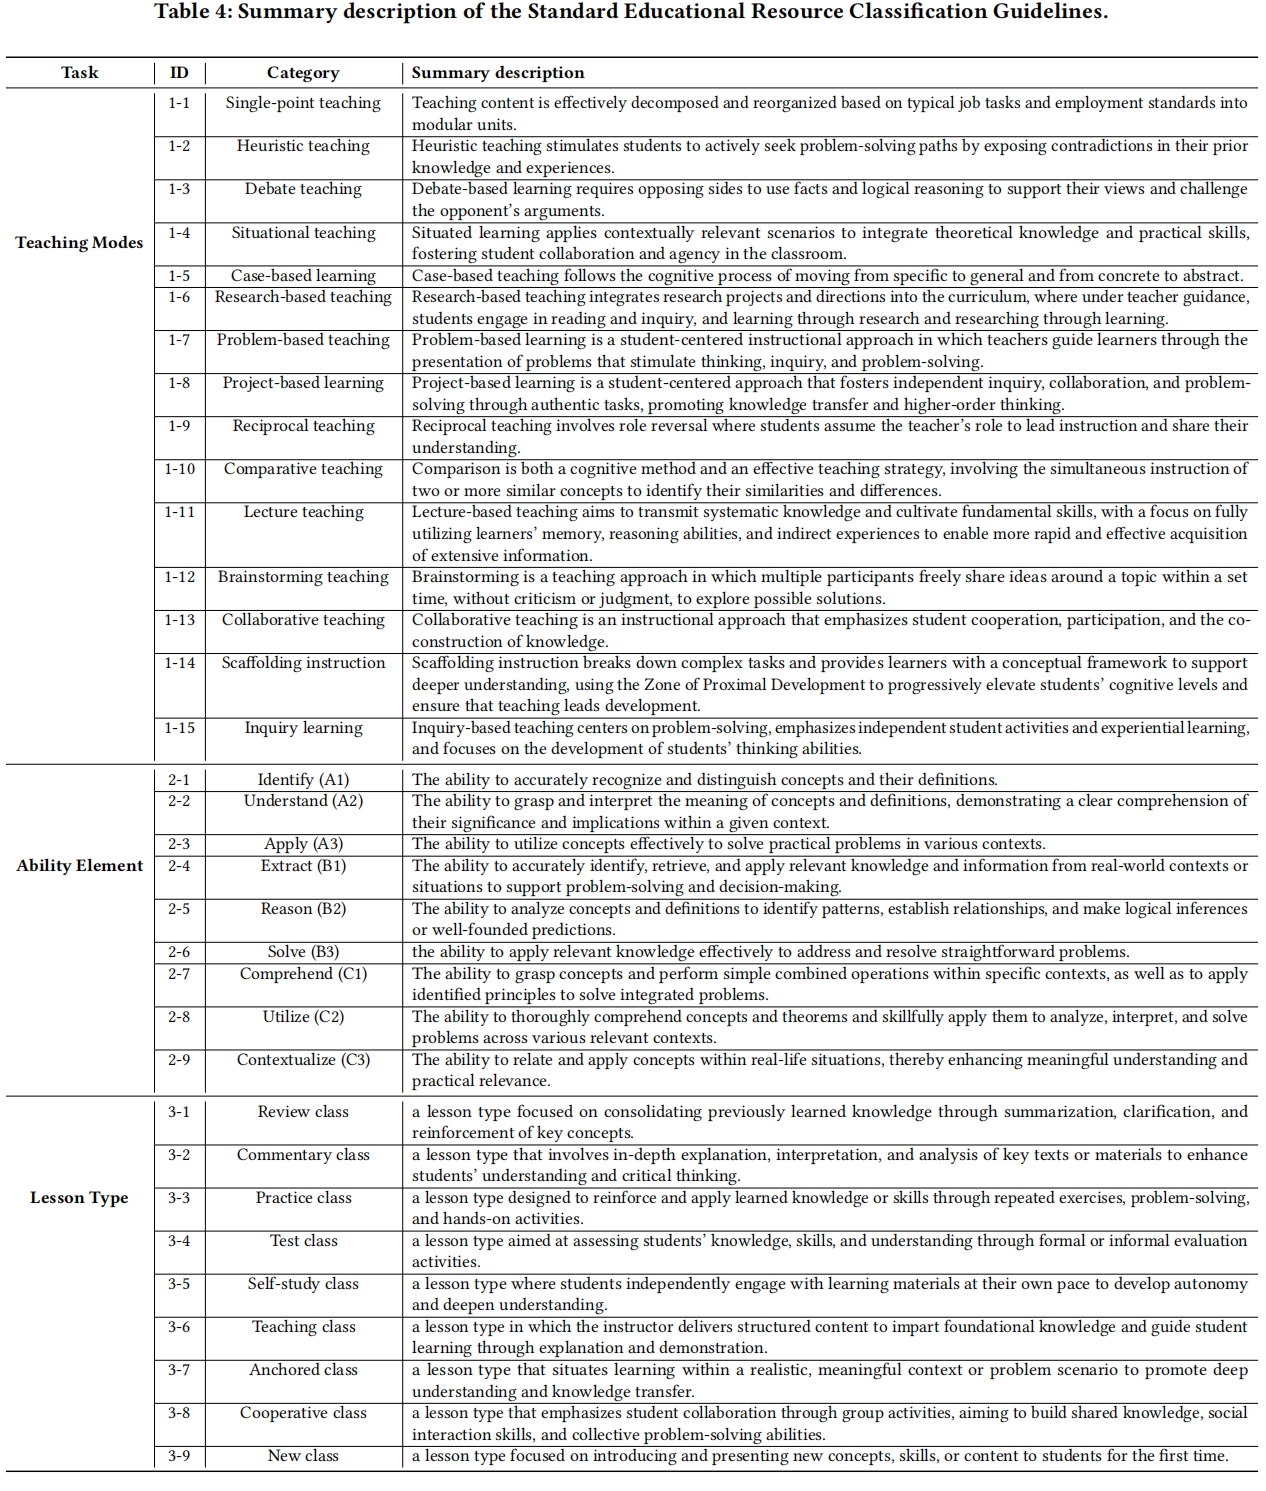 Table 4: Summary description of the Standard Educational Resource Classification Guidelines.
Task ID Category Summary description
1-1 Single-point teaching Teaching content is effectively decomposed and reorganized based on typical job tasks and employment standards into
modular units.
1-2 Heuristic teaching Heuristic teaching stimulates students to actively seek problem-solving paths by exposing contradictions in their prior
knowledge and experiences.
1-3 Debate teaching Debate-based learning requires opposing sides to use facts and logical reasoning to support their views and challenge
the opponent's arguments.
Teaching Modes
1-4 Situational teaching Situated learning applies contextually relevant scenarios to integrate theoretical knowledge and practical skills,
fostering student collaboration and agency in the classroom.
1-5 Case-based learning Case-based teaching follows the cognitive process of moving from specific to general and from concrete to abstract.
1-6 Research-based teaching Research-based teaching integrates research projects and directions into the curriculum, where under teacher guidance,
students engage in reading and inquiry, and learning through research and researching through learning.
1-7 Problem-based teaching Problem-based learning is a student-centered instructional approach in which teachers guide learners through the
presentation of problems that stimulate thinking, inquiry, and problem-solving.
1-8 Project-based learning Project-based learning is a student-centered approach that fosters independent inquiry, collaboration, and problem-
solving through authentic tasks, promoting knowledge transfer and higher-order thinking.
1-9 Reciprocal teaching Reciprocal teaching involves role reversal where students assume the teacher's role to lead instruction and share their
understanding.
1-10 Comparative teaching Comparison is both a cognitive method and an effective teaching strategy, involving the simultaneous instruction of
two or more similar concepts to identify their similarities and differences.
1-11 Lecture teaching Lecture-based teaching aims to transmit systematic knowledge and cultivate fundamental skills, with a focus on fully
utilizing learners' memory, reasoning abilities, and indirect experiences to enable more rapid and effective acquisition
of extensive information.
1-12 Brainstorming teaching Brainstorming is a teaching approach in which multiple participants freely share ideas around a topic within a set
time, without criticism or judgment, to explore possible solutions.
1-13 Collaborative teaching Collaborative teaching is an instructional approach that emphasizes student cooperation, participation, and the co-
construction of knowledge.
1-14 Scaffolding instruction Scaffolding instruction breaks down complex tasks and provides learners with a conceptual framework to support
deeper understanding, using the Zone of Proximal Development to progressively elevate students' cognitive levels and
ensure that teaching leads development.
1-15 Inquiry learning Inquiry-based teaching centers on problem-solving, emphasizes independent student activities and experiential learning,
and focuses on the development of students' thinking abilities.
2-1 Identify (A1) The ability to accurately recognize and distinguish concepts and their definitions.
2-2 Understand (A2) The ability to grasp and interpret the meaning of concepts and definitions, demonstrating a clear comprehension of
their significance and implications within a given context.
2-3 Apply (A3) The ability to utilize concepts effectively to solve practical problems in various contexts.
Ability Element 2-4 Extract (B1) The ability to accurately identify, retrieve, and apply relevant knowledge and information from real-world contexts or
situations to support problem-solving and decision-making.
2-5 Reason (B2) The ability to analyze concepts and definitions to identify patterns, establish relationships, and make logical inferences
or well-founded predictions.
2-6 Solve (B3) the ability to apply relevant knowledge effectively to address and resolve straightforward problems.
2-7 Comprehend (C1) The ability to grasp concepts and perform simple combined operations within specific contexts, as well as to apply
identified principles to solve integrated problems.
2-8 Utilize (C2) The ability to thoroughly comprehend concepts and theorems and skillfully apply them to analyze, interpret, and solve
problems across various relevant contexts.
2-9 Contextualize (C3) The ability to relate and apply concepts within real-life situations, thereby enhancing meaningful understanding and
practical relevance.
3-1 Review class a lesson type focused on consolidating previously learned knowledge through summarization, clarification, and
reinforcement of key concepts.
3-2 Commentary class a lesson type that involves in-depth explanation, interpretation, and analysis of key texts or materials to enhance
students' understanding and critical thinking.
Lesson Type 3-3 Practice class a lesson type designed to reinforce and apply learned knowledge or skills through repeated exercises, problem-solving,
and hands-on activities.
3-4 Test class a lesson type aimed at assessing students' knowledge, skills, and understanding through formal or informal evaluation
activities.
3-5 Self-study class a lesson type where students independently engage with learning materials at their own pace to develop autonomy
and deepen understanding.
3-6 Teaching class a lesson type in which the instructor delivers structured content to impart foundational knowledge and guide student
learning through explanation and demonstration.
3-7 Anchored class a lesson type that situates learning within a realistic, meaningful context or problem scenario to promote deep
understanding and knowledge transfer.
3-8 Cooperative class a lesson type that emphasizes student collaboration through group activities, aiming to build shared knowledge, social
interaction skills, and collective problem-solving abilities.
3-9 New class a lesson type focused on introducing and presenting new concepts, skills, or content to students for the first time.